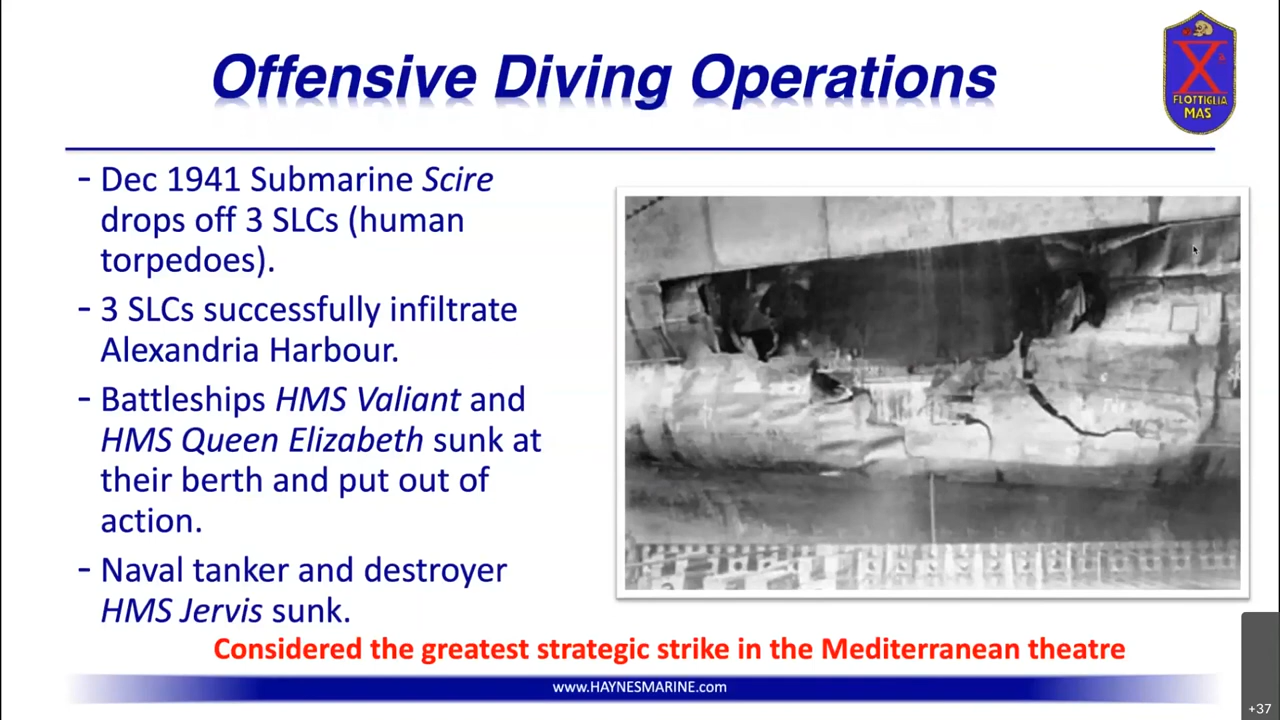 Offensive Diving Operations
X
a
FLOTTIGLIA
MAS
- Dec 1941 Submarine Scire
drops off 3 SLCs (human
torpedoes).
- 3 SLCs successfully infiltrate
Alexandria Harbour.
- Battleships HMS Valiant and
HMS Queen Elizabeth sunk at
their berth and put out of
action.
- Naval tanker and destroyer
HMS Jervis sunk.
Considered the greatest strategic strike in the Mediterranean theatre
www.HAYNESMARINE.com
+37